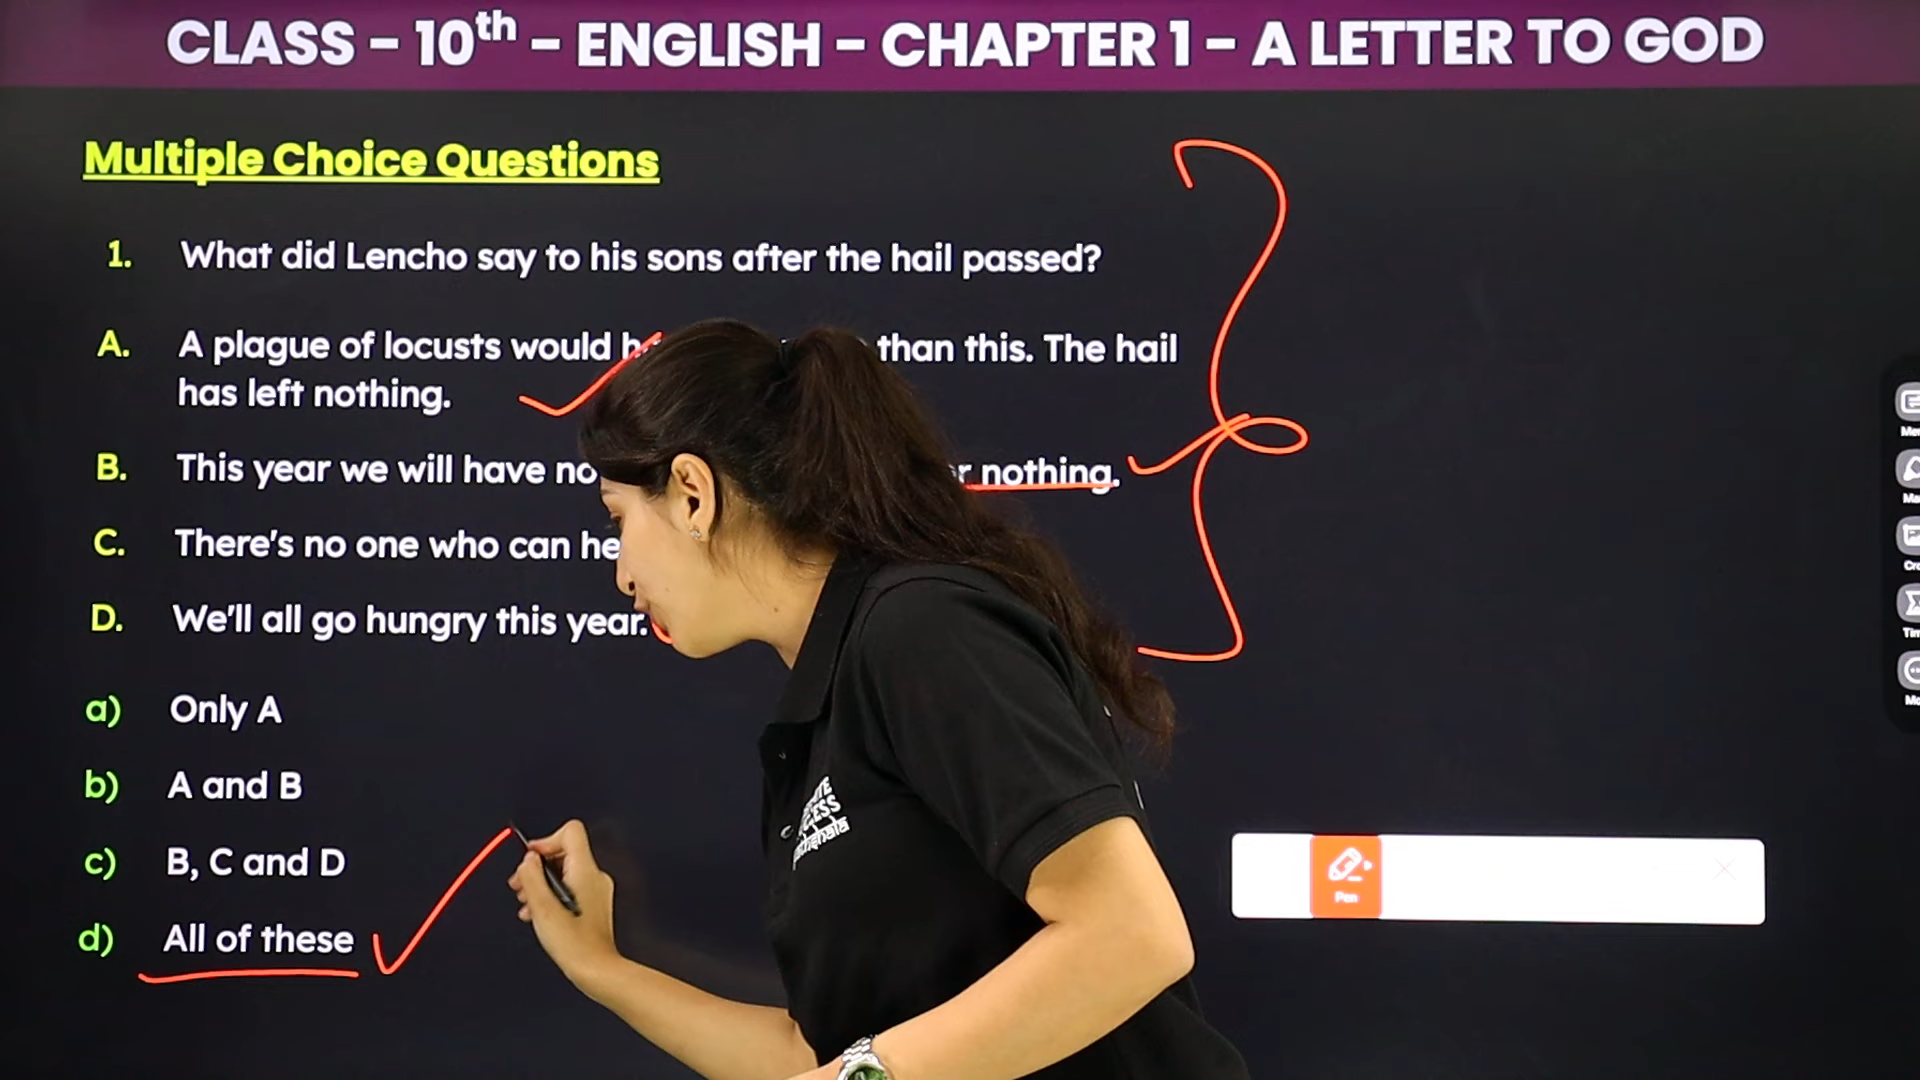 CLASS – 10th – ENGLISH – CHAPTER 1 – A LETTER TO GOD
Multiple Choice Questions
1. What did Lencho say to his sons after the hail passed?
A. A plague of locusts would than this. The hail
has left nothing.
B. This year we will have no nothing.
C. There's no one who can
D. We'll all go hungry this year.
a) Only A
b) A and B
c) B, C and D
d) All of these
Pen